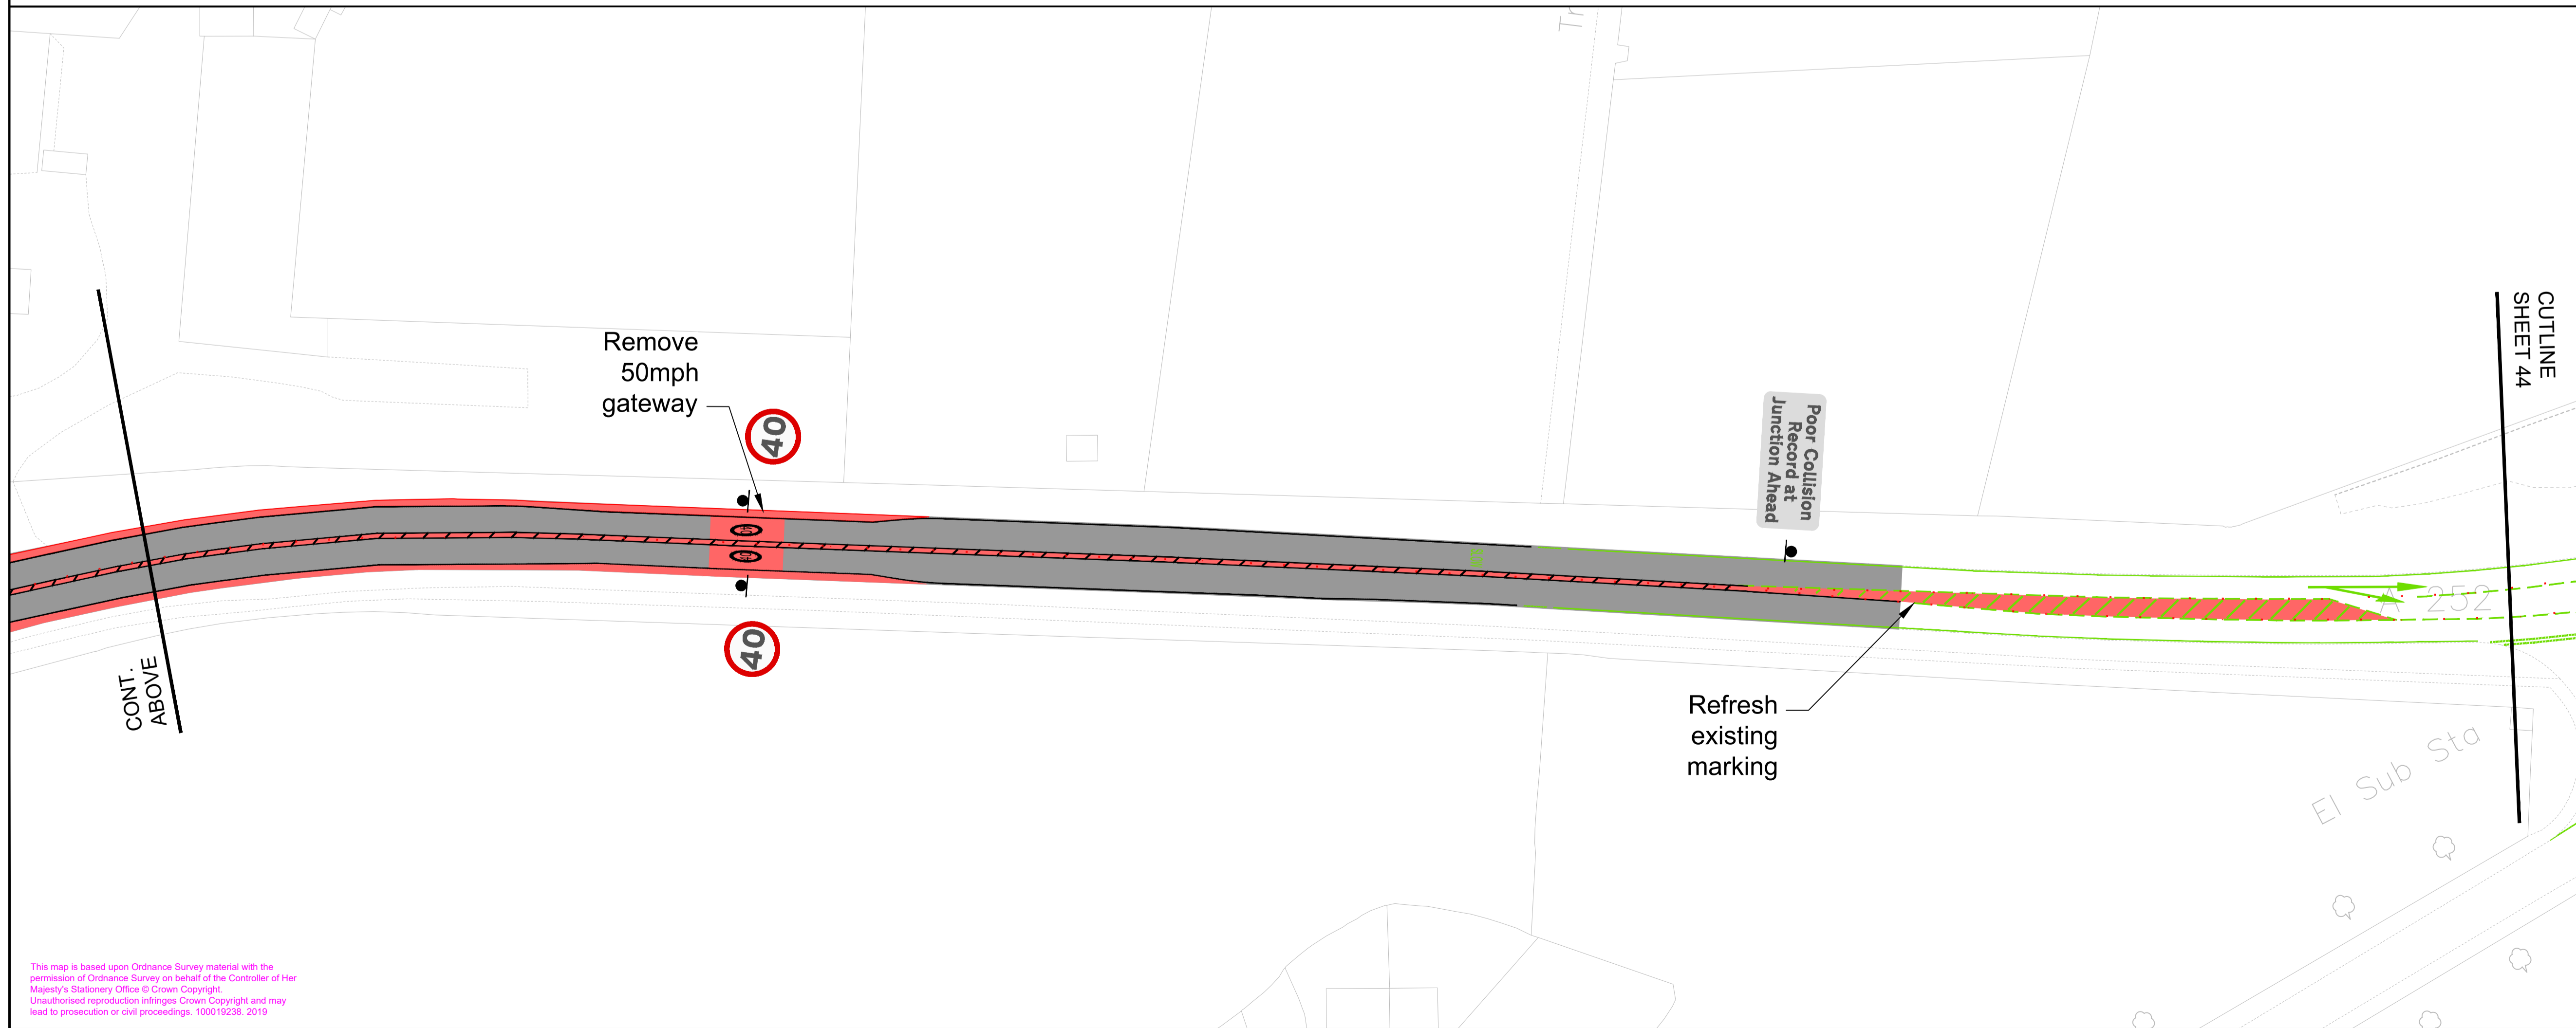 Tr
CUTLINE
SHEET 44
Remove
50mph
gateway
40
Poor Collision
Record at
Junction Ahead
40
40
40
A 252
CONT.
ABOVE
Refresh
existing
marking
El Sub Sta
This map is based upon Ordnance Survey material with the
permission of Ordnance Survey on behalf of the Controller of Her
Majesty's Stationery Office © Crown Copyright.
Unauthorised reproduction infringes Crown Copyright and may
lead to prosecution or civil proceedings. 100019238. 2019